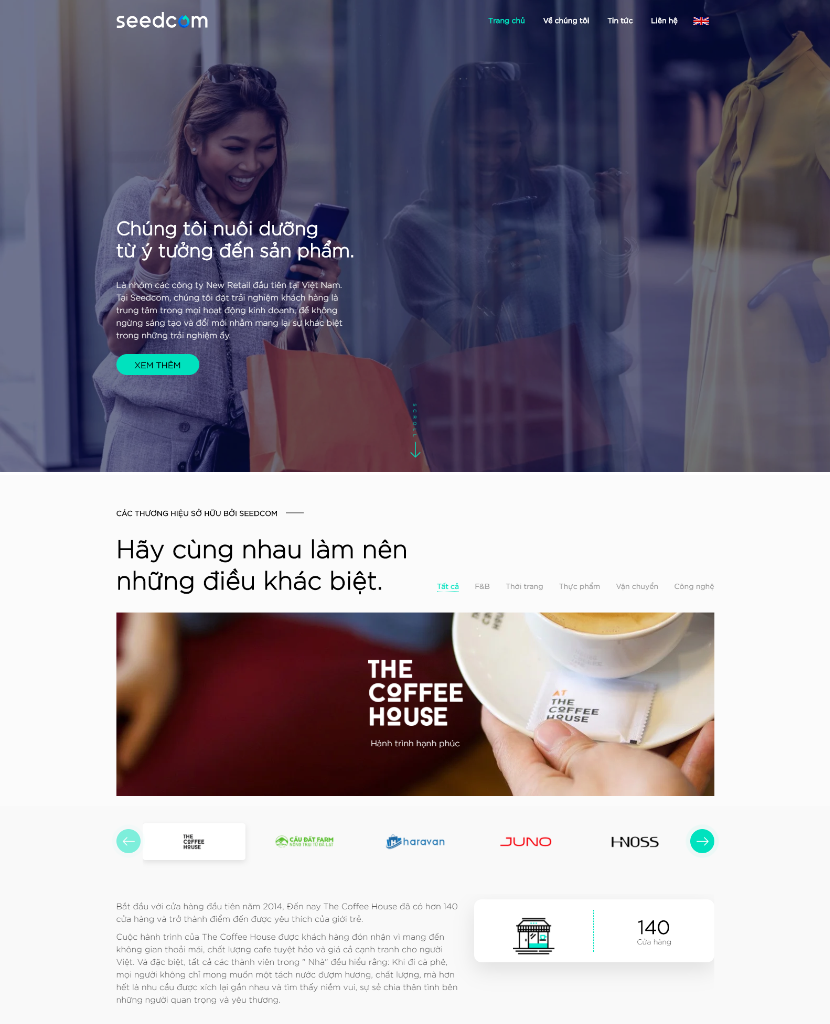 seedcom
Trang chủ Về chúng tôi Tin tức Liên hệ
Chúng tôi nuôi dưỡng
từ ý tưởng đến sản phẩm.
Là nhóm các công ty New Retail đầu tiên tại Việt Nam.
Tại Seedcom, chúng tôi đặt trải nghiệm khách hàng là
trung tâm trong mọi hoạt động kinh doanh, để không
ngừng sáng tạo và đổi mới nhằm mang lại sự khác biệt
trong những trải nghiệm ấy.
XEM THÊM
CÁC THƯƠNG HIỆU SỞ HỮU BỞI SEEDCOM
Hãy cùng nhau làm nên
những điều khác biệt.
Tất cả F&B Thời trang Thực phẩm Vận chuyển Công nghệ
THE
COFFEE
HOUSE
Hành trình hạnh phúc
AT
THE
COFFEE
HOUSE
THE
COFFEE
HOUSE
CẦU ĐẤT FARM
haravan
JUNO
HNOSS
Bắt đầu với cửa hàng đầu tiên năm 2014. Đến nay The Coffee House đã có hơn 140
cửa hàng và trở thành điểm đến được yêu thích của giới trẻ.
Cuộc hành trình của The Coffee House được khách hàng đón nhận vì mang đến
không gian thoải mái, chất lượng cafe tuyệt hảo và giá cả cạnh tranh cho người
Việt. Và đặc biệt, tất cả các thành viên trong " Nhà" đều hiểu rằng: Khi đi cà phê,
mọi người không chỉ mong muốn một tách nước đượm hương, chất lượng, mà hơn
hết là nhu cầu được xích lại gần nhau và tìm thấy niềm vui, sự sẻ chia thân tình bên
những người quan trọng và yêu thương.
140
Cửa hàng